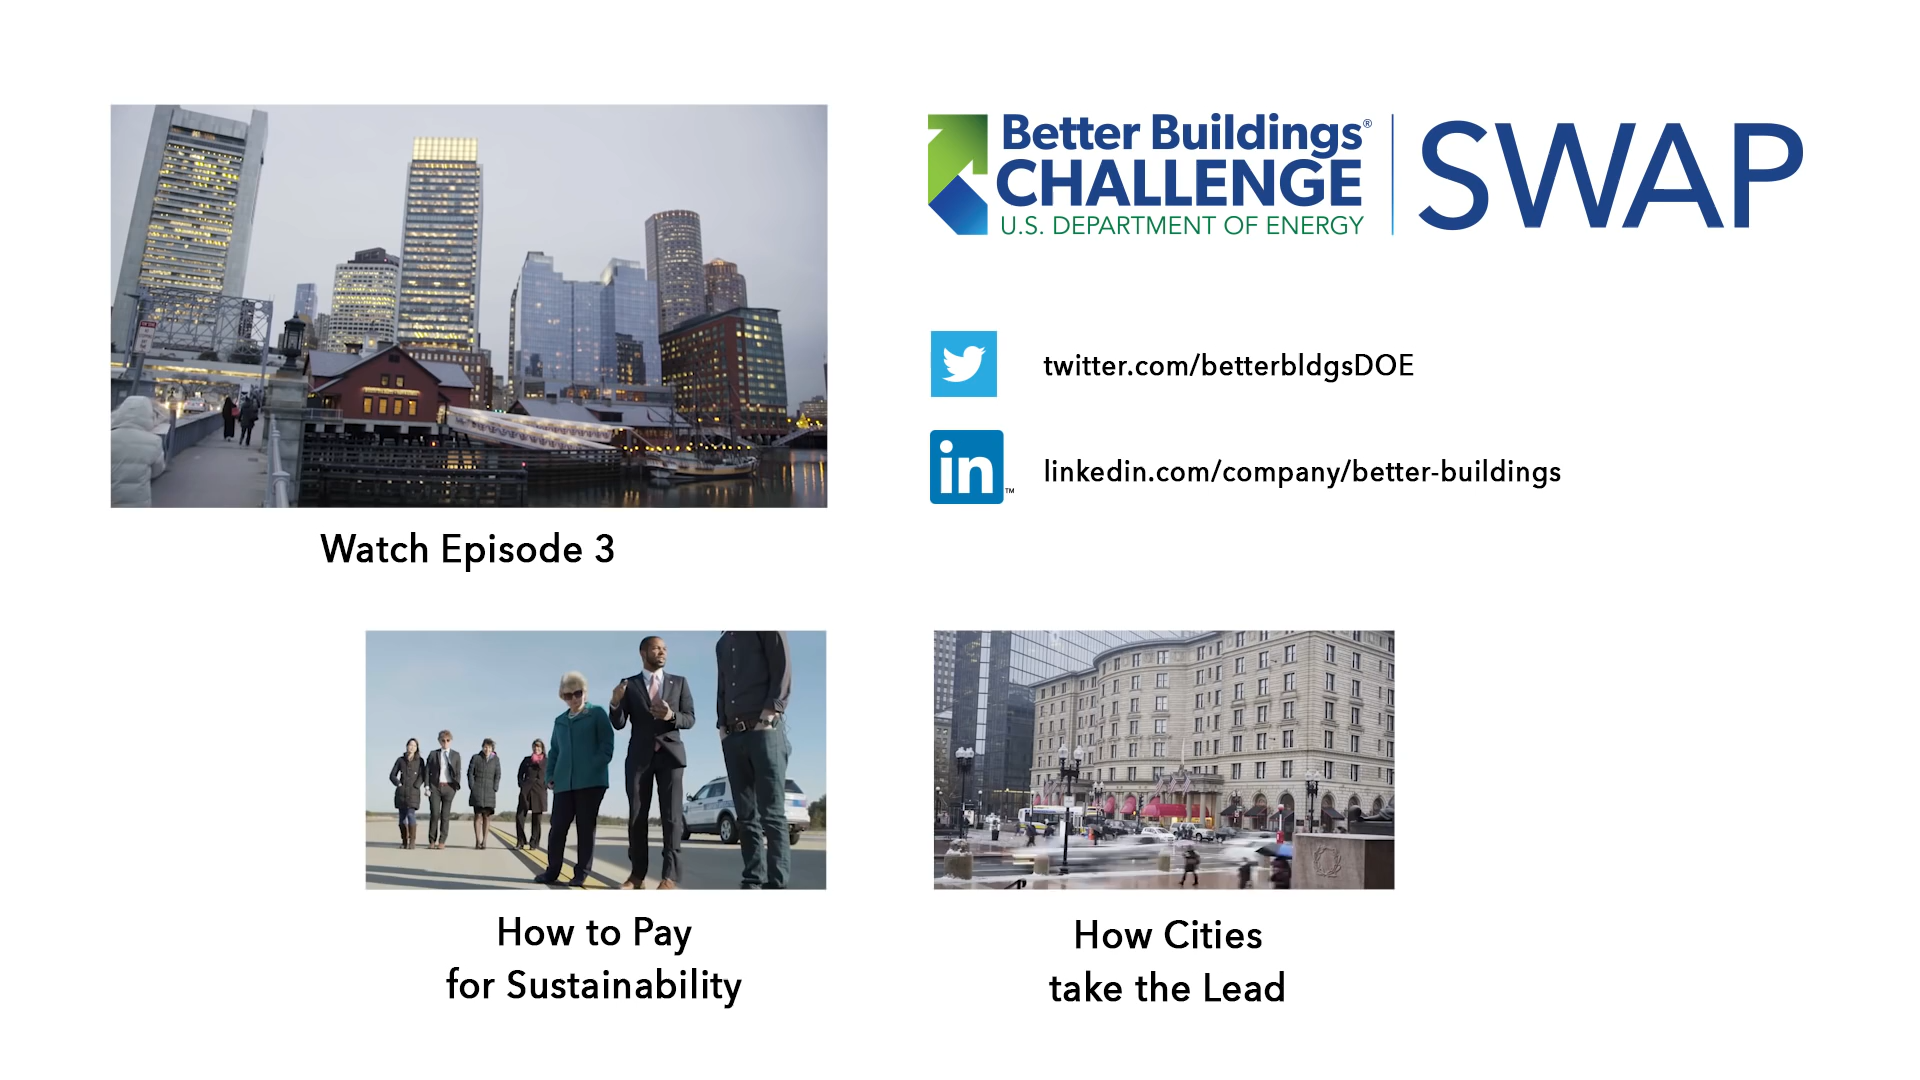 Better Buildings®
CHALLENGE
U.S. DEPARTMENT OF ENERGY
SWAP
twitter.com/betterbldgsDOE
in™
linkedin.com/company/better-buildings
Watch Episode 3
How to Pay
for Sustainability
How Cities
take the Lead